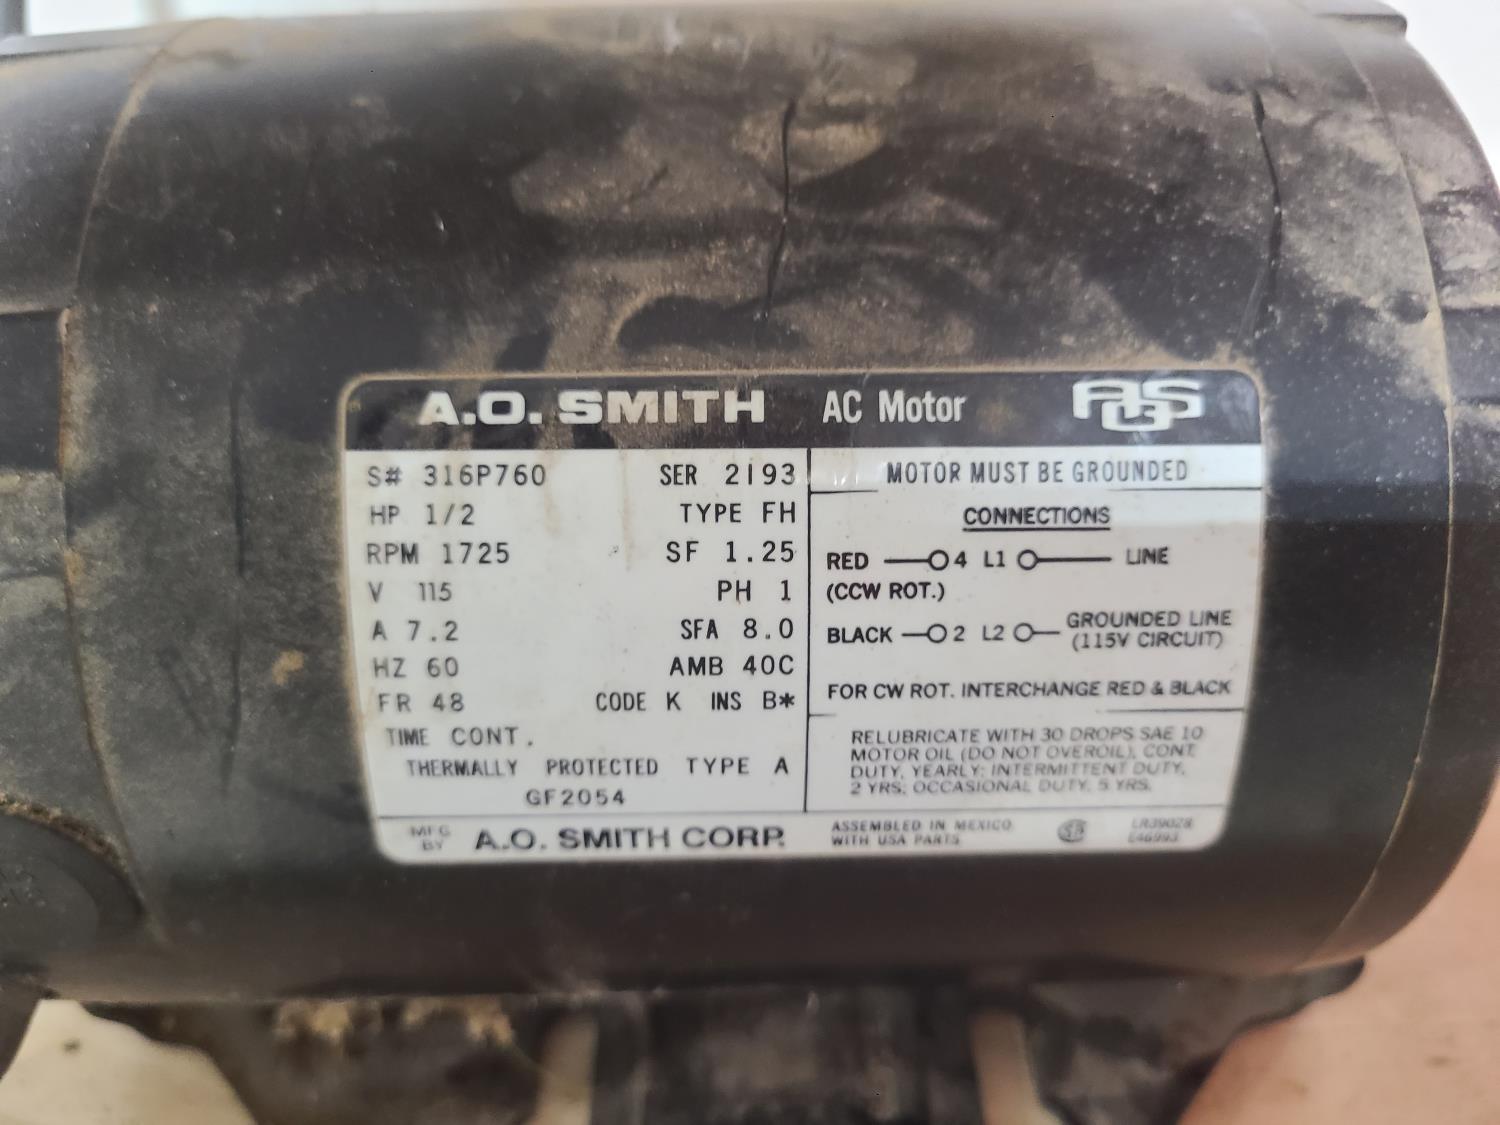 A.O. SMITH AC Motor AOS
S# 316P760 SER 2193
HP 1/2 TYPE FH
RPM 1725 SF 1.25
V 115 PH 1
A 7.2 SFA 8.0
HZ 60 AMB 40C
FR 48 CODE K INS B*
TIME CONT.
THERMALLY PROTECTED TYPE A
GF2054
MOTOR MUST BE GROUNDED
CONNECTIONS
RED 4 L1 LINE
(CCW ROT.)
BLACK 2 L2 GROUNDED LINE
(115V CIRCUIT)
FOR CW ROT. INTERCHANGE RED & BLACK
RELUBRICATE WITH 30 DROPS SAE 10
MOTOR OIL (DO NOT OVEROIL), CONT.
DUTY, YEARLY; INTERMITTENT DUTY,
2 YRS; OCCASIONAL DUTY, 5 YRS.
MFG
BY A.O. SMITH CORP.
ASSEMBLED IN MEXICO
WITH USA PARTS
LR39028
E46993